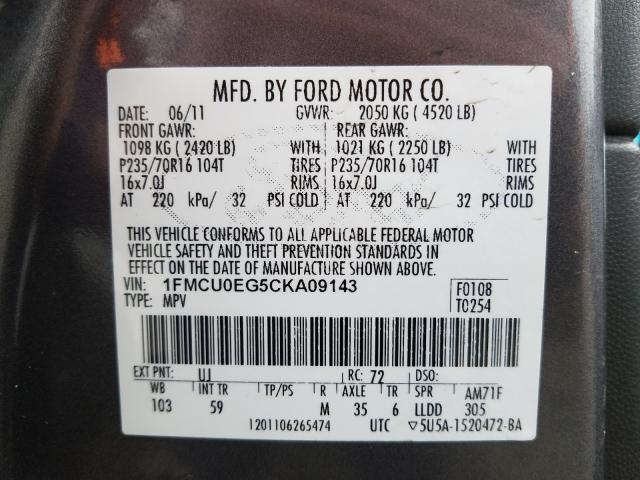 MFD. BY FORD MOTOR CO.
DATE: 06/11 GVWR: 2050 KG ( 4520 LB)
FRONT GAWR: REAR GAWR:
1098 KG ( 2420 LB) WITH 1021 KG ( 2250 LB) WITH
P235/70R16 104T TIRES P235/70R16 104T TIRES
16x7.0J RIMS 16x7.0J RIMS
AT 220 kPa/ 32 PSI COLD AT 220 kPa/ 32 PSI COLD
THIS VEHICLE CONFORMS TO ALL APPLICABLE FEDERAL MOTOR
VEHICLE SAFETY AND THEFT PREVENTION STANDARDS IN
EFFECT ON THE DATE OF MANUFACTURE SHOWN ABOVE.
VIN: 1FMCU0EG5CKA09143 F0108
TYPE: MPV T0254
EXT PNT: UJ RC: 72 DSO:
WB INT TR TP/PS R AXLE TR SPR AM71F
103 59 M 35 6 LLDD 305
1201106265474 UTC ▽5U5A-1520472-BA